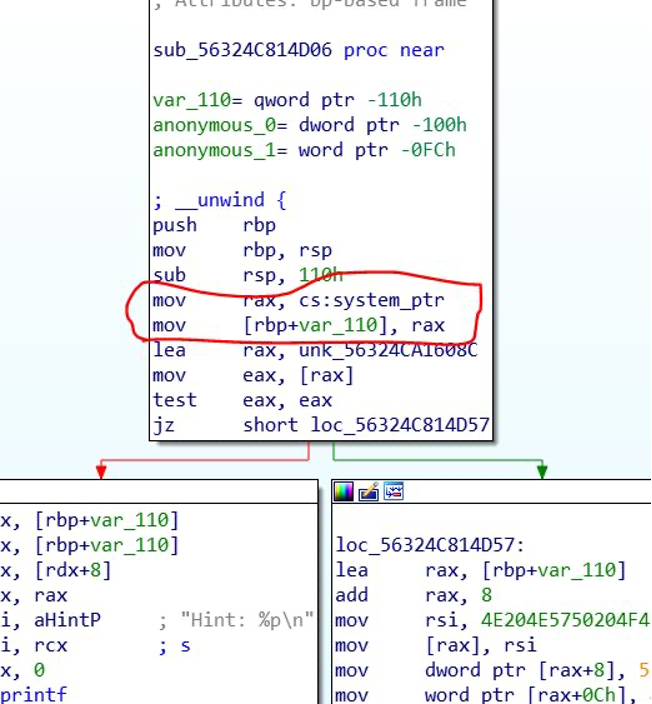 ; Attributes: bp-based frame
sub_56324C814D06 proc near
var_110= qword ptr -110h
anonymous_0= dword ptr -100h
anonymous_1= word ptr -0FCh
; __unwind {
push rbp
mov rbp, rsp
sub rsp, 110h
mov rax, cs:system_ptr
mov [rbp+var_110], rax
lea rax, unk_56324CA1608C
mov eax, [rax]
test eax, eax
jz short loc_56324C814D57
x, [rbp+var_110]
x, [rbp+var_110]
x, [rdx+8]
x, rax
i, aHintP ; "Hint: %p\n"
i, rcx ; s
x, 0
printf
loc_56324C814D57:
lea rax, [rbp+var_110]
add rax, 8
mov rsi, 4E204E5750204F4
mov [rax], rsi
mov dword ptr [rax+8], 5
mov word ptr [rax+0Ch],